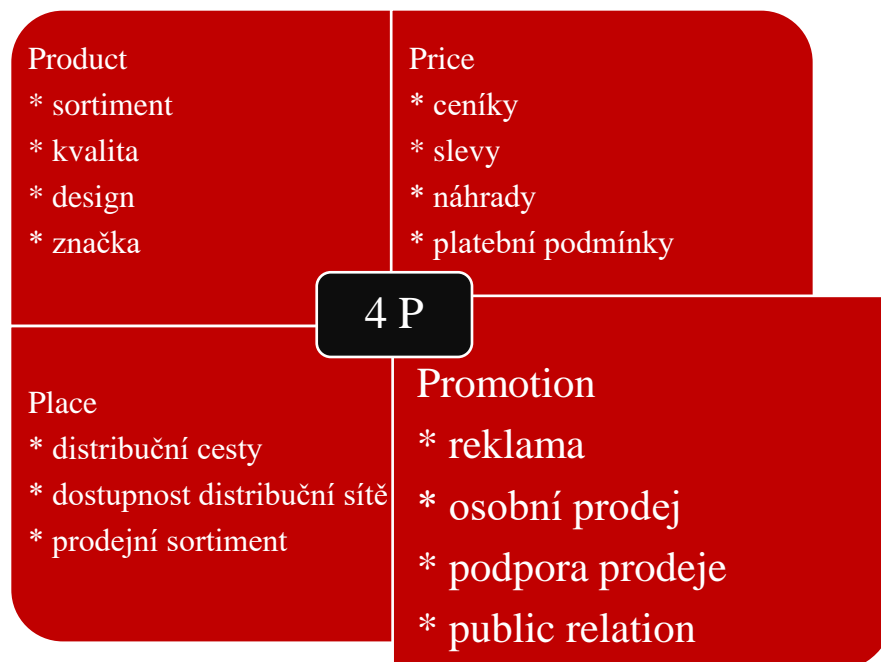 Product
* sortiment
* kvalita
* design
* značka
Price
* ceníky
* slevy
* náhrady
* platební podmínky
4 P
Place
* distribuční cesty
* dostupnost distribuční sítě
* prodejní sortiment
Promotion
* reklama
* osobní prodej
* podpora prodeje
* public relation